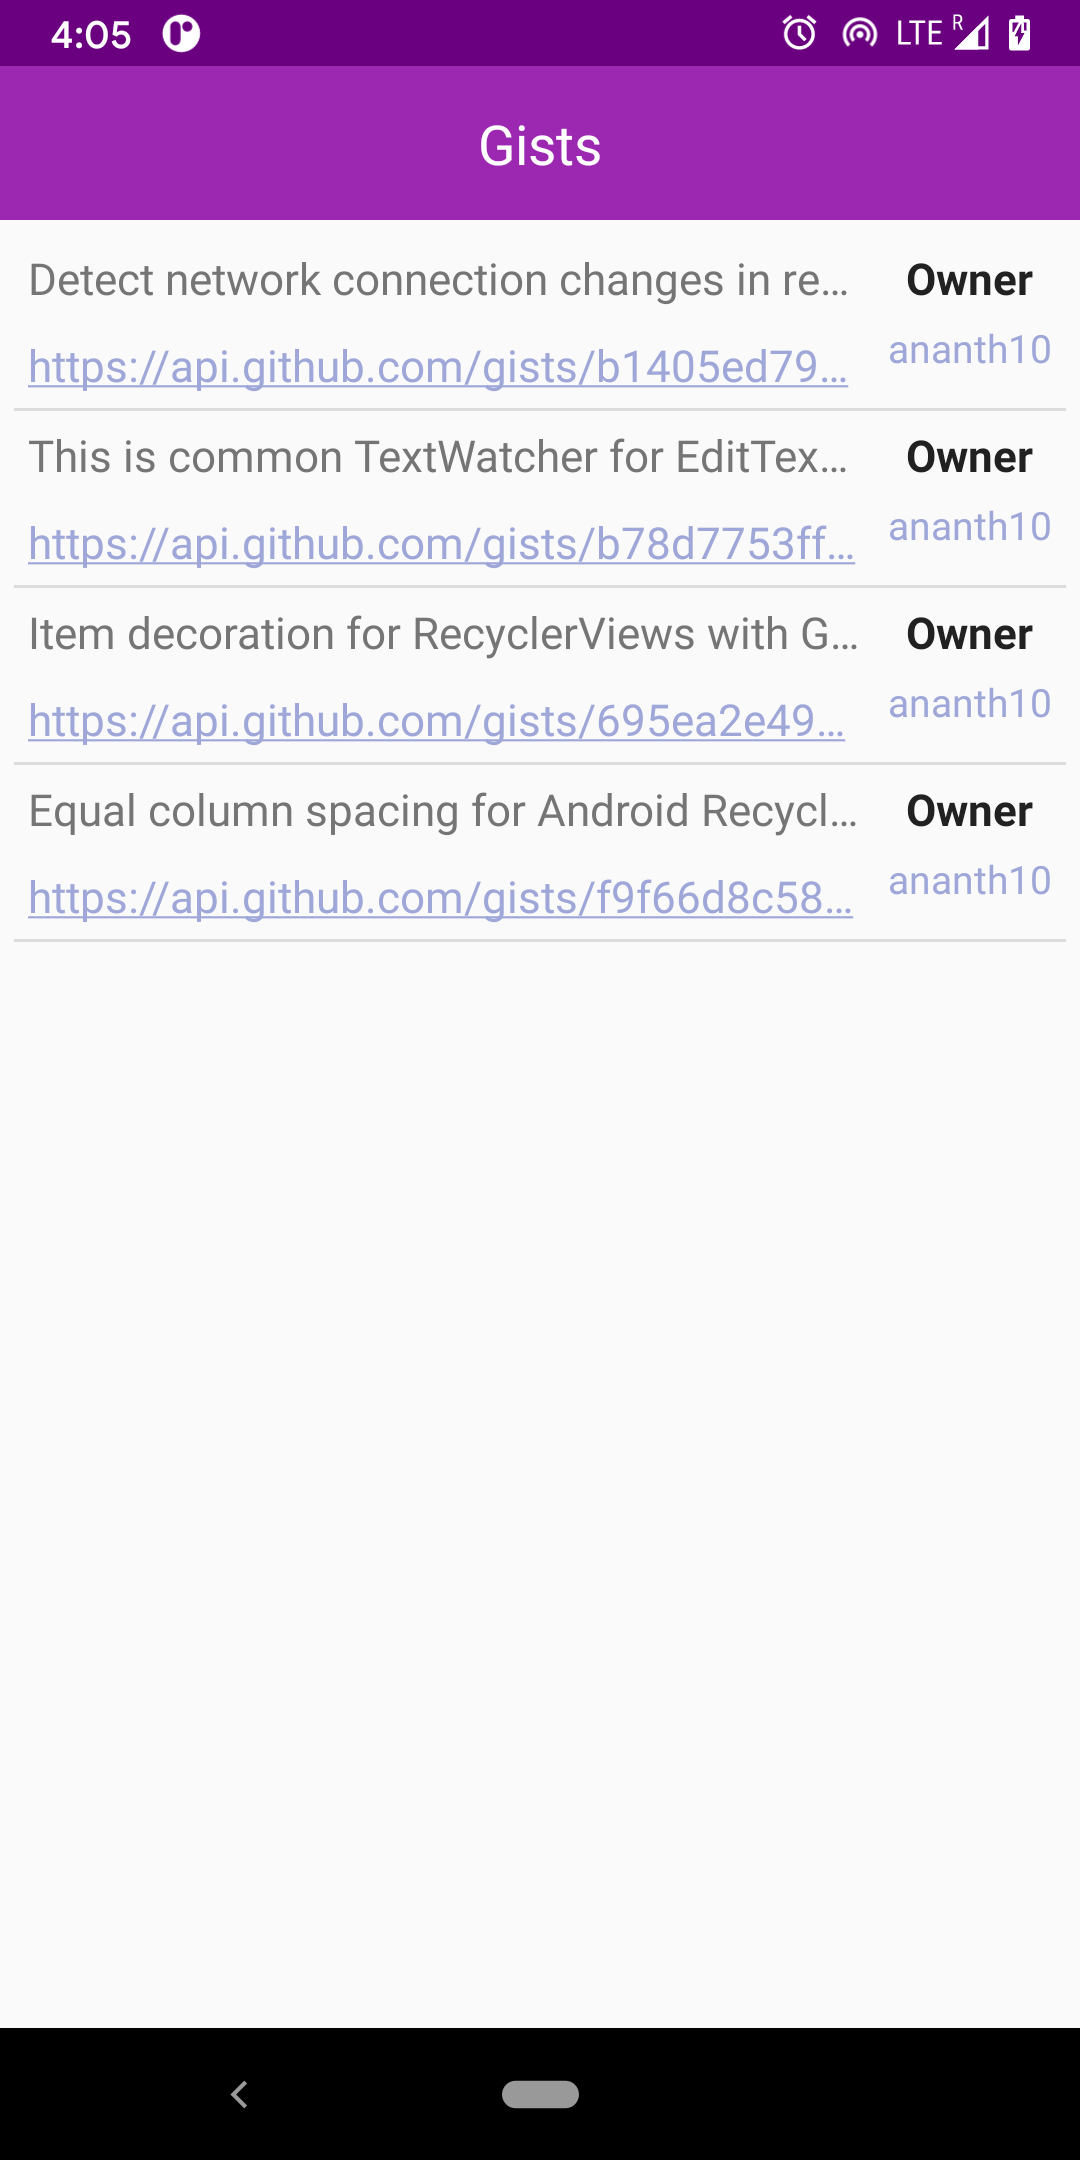 4:05 LTE R
Gists
Detect network connection changes in re... Owner
https://api.github.com/gists/b1405ed79... ananth10
This is common TextWatcher for EditTex... Owner
https://api.github.com/gists/b78d7753ff... ananth10
Item decoration for RecyclerViews with G... Owner
https://api.github.com/gists/695ea2e49... ananth10
Equal column spacing for Android Recycl... Owner
https://api.github.com/gists/f9f66d8c58... ananth10